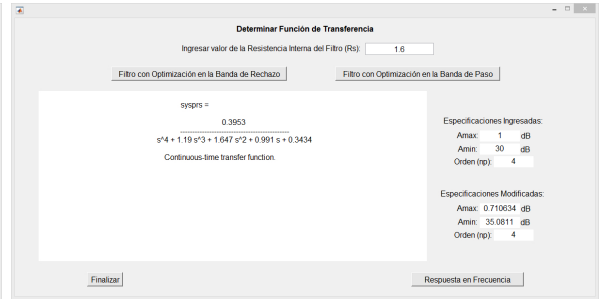 Determinar Función de Transferencia
Ingresar valor de la Resistencia Interna del Filtro (Rs): 1.6
Filtro con Optimización en la Banda de Rechazo
Filtro con Optimización en la Banda de Paso
sysprs =
0.3953
---------------------------------------------------
s^4 + 1.19 s^3 + 1.647 s^2 + 0.991 s + 0.3434
Continuous-time transfer function.
Especificaciones Ingresadas:
Amax: 1 dB
Amin: 30 dB
Orden (np): 4
Especificaciones Modificadas:
Amax: 0.710634 dB
Amin: 35.0811 dB
Orden (np): 4
Finalizar
Respuesta en Frecuencia